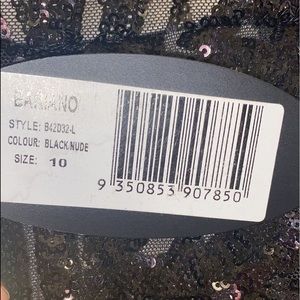 BARIANO
STYLE: B42D32-L
COLOUR: BLACK/NUDE
SIZE: 10
9 350853 907850